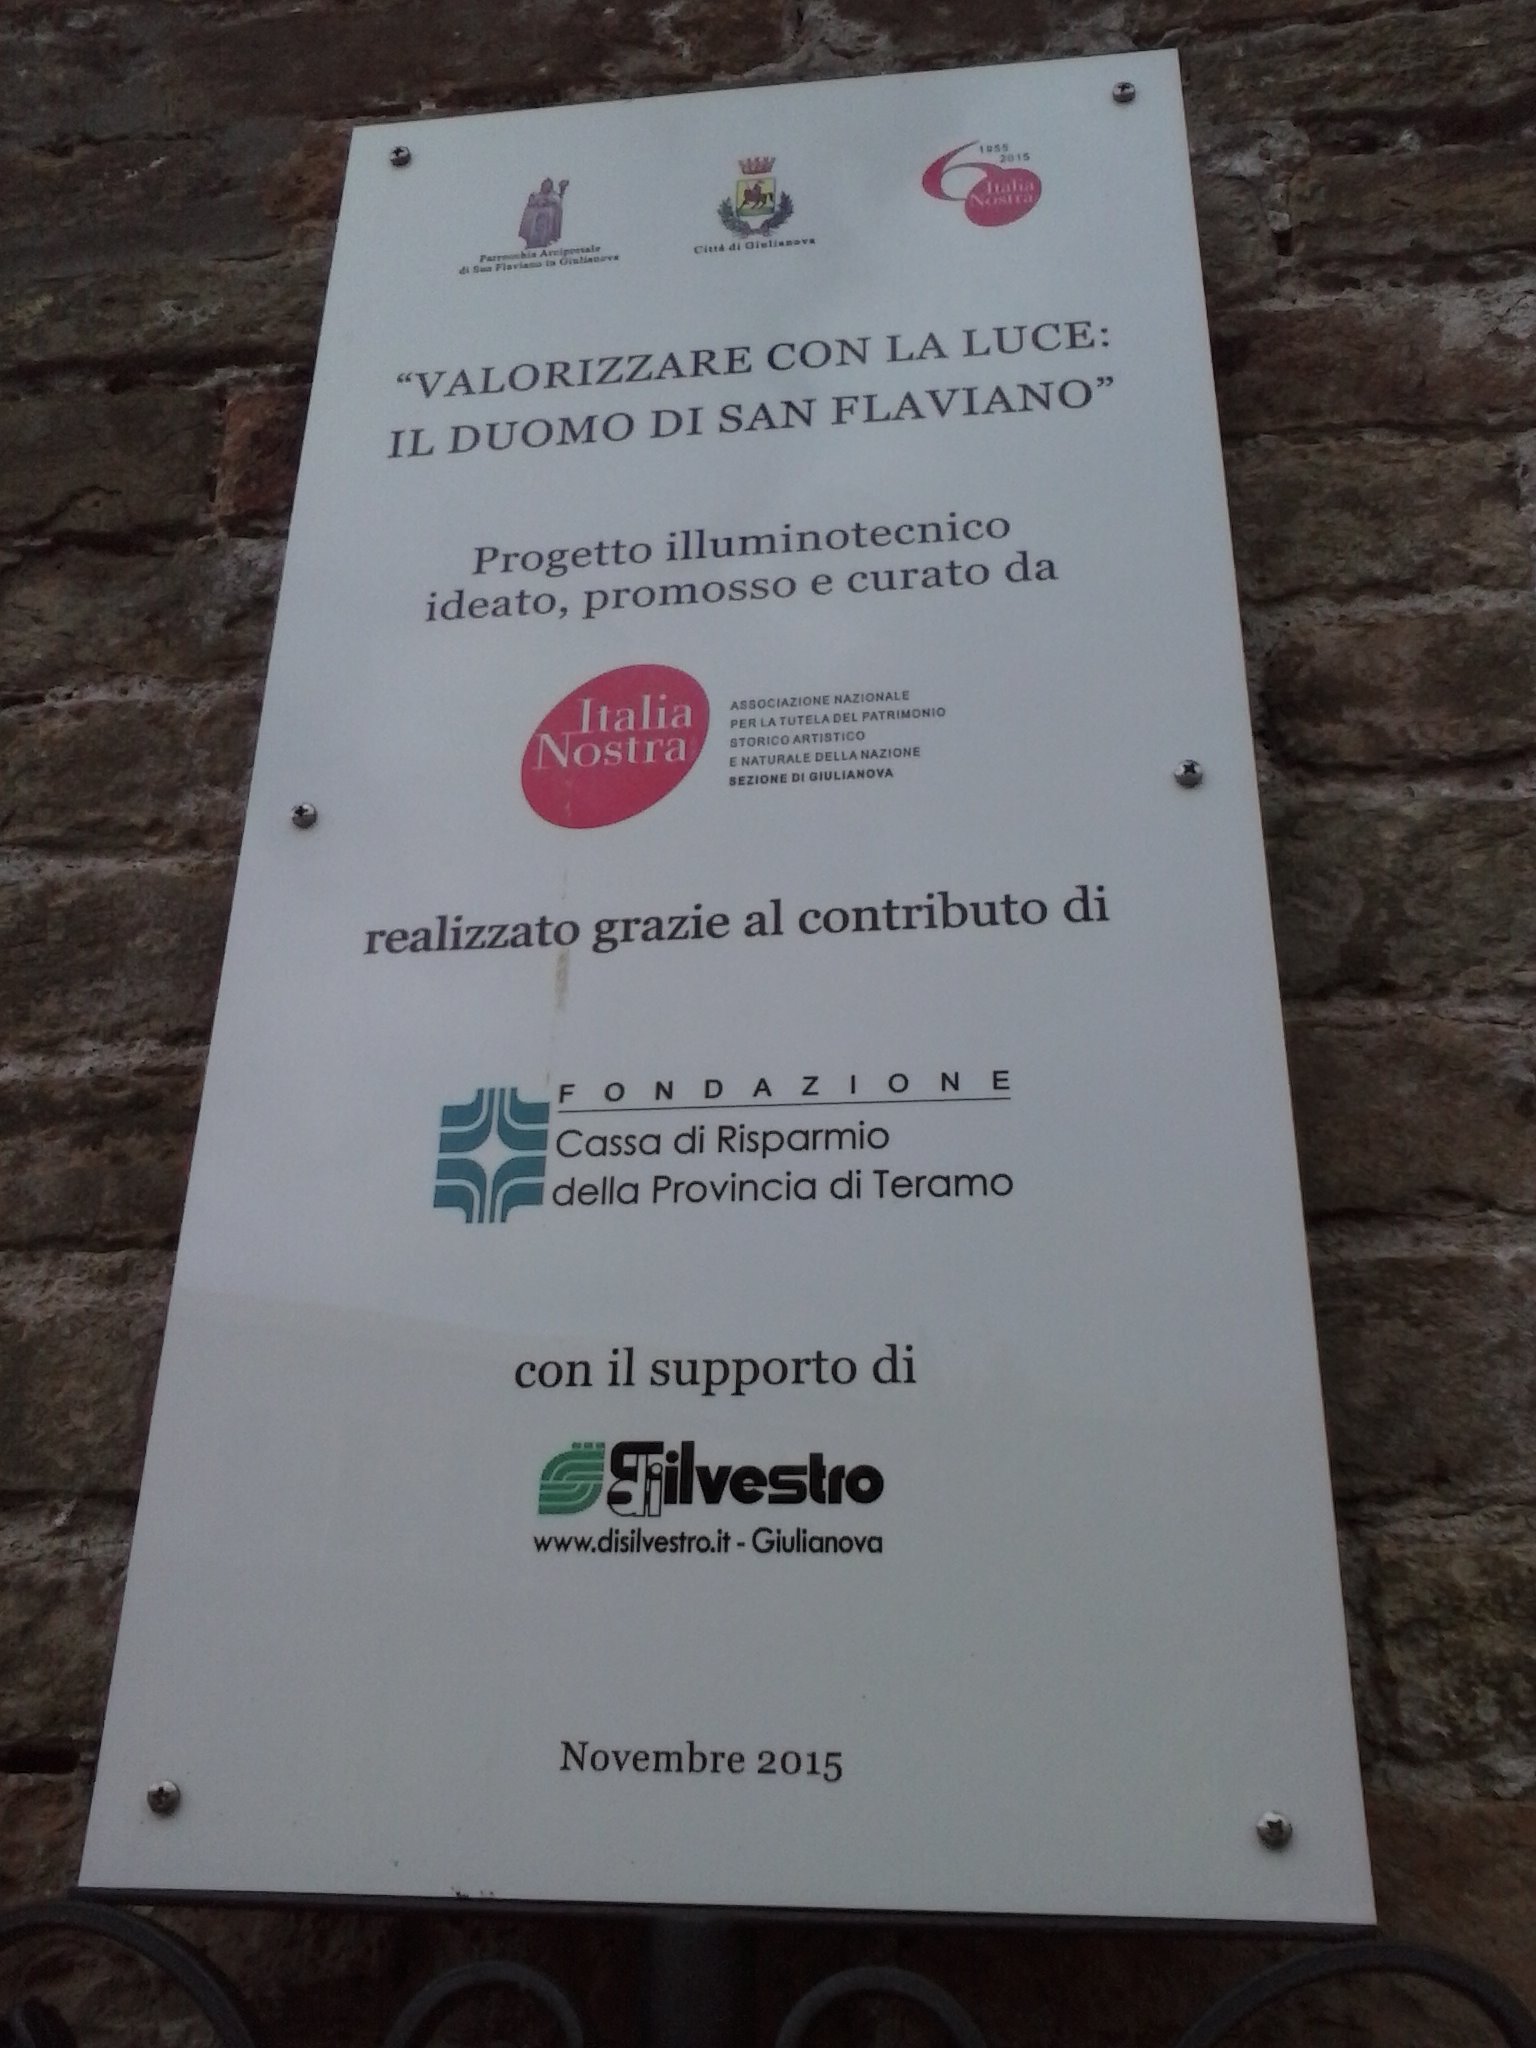 Parrocchia Arcipretale
di San Flaviano in Giulianova
Città di Giulianova
1955
2015
Italia
Nostra
“VALORIZZARE CON LA LUCE:
IL DUOMO DI SAN FLAVIANO”
Progetto illuminotecnico
ideato, promosso e curato da
Italia
Nostra
ASSOCIAZIONE NAZIONALE
PER LA TUTELA DEL PATRIMONIO
STORICO ARTISTICO
E NATURALE DELLA NAZIONE
SEZIONE DI GIULIANOVA
realizzato grazie al contributo di
FONDAZIONE
Cassa di Risparmio
della Provincia di Teramo
con il supporto di
Di Silvestro
www.disilvestro.it - Giulianova
Novembre 2015